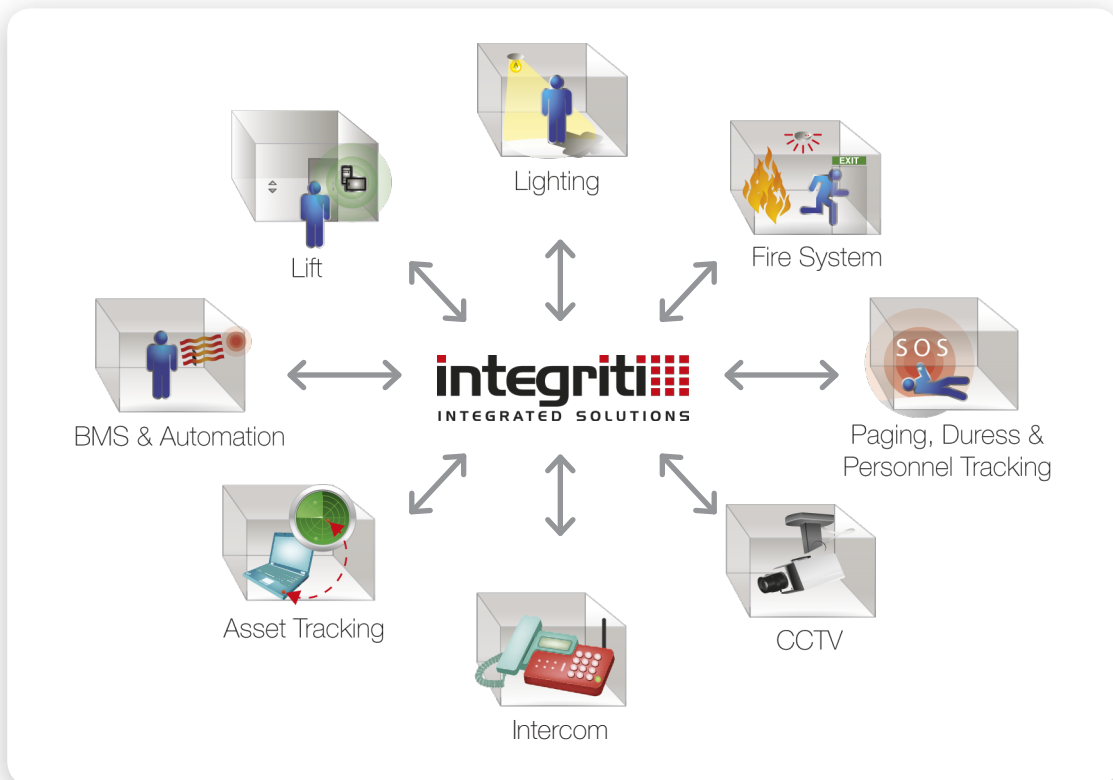 Lighting
EXIT
Fire System
Lift
SOS
Paging, Duress &
Personnel Tracking
integriti
INTEGRATED SOLUTIONS
BMS & Automation
Asset Tracking
CCTV
Intercom